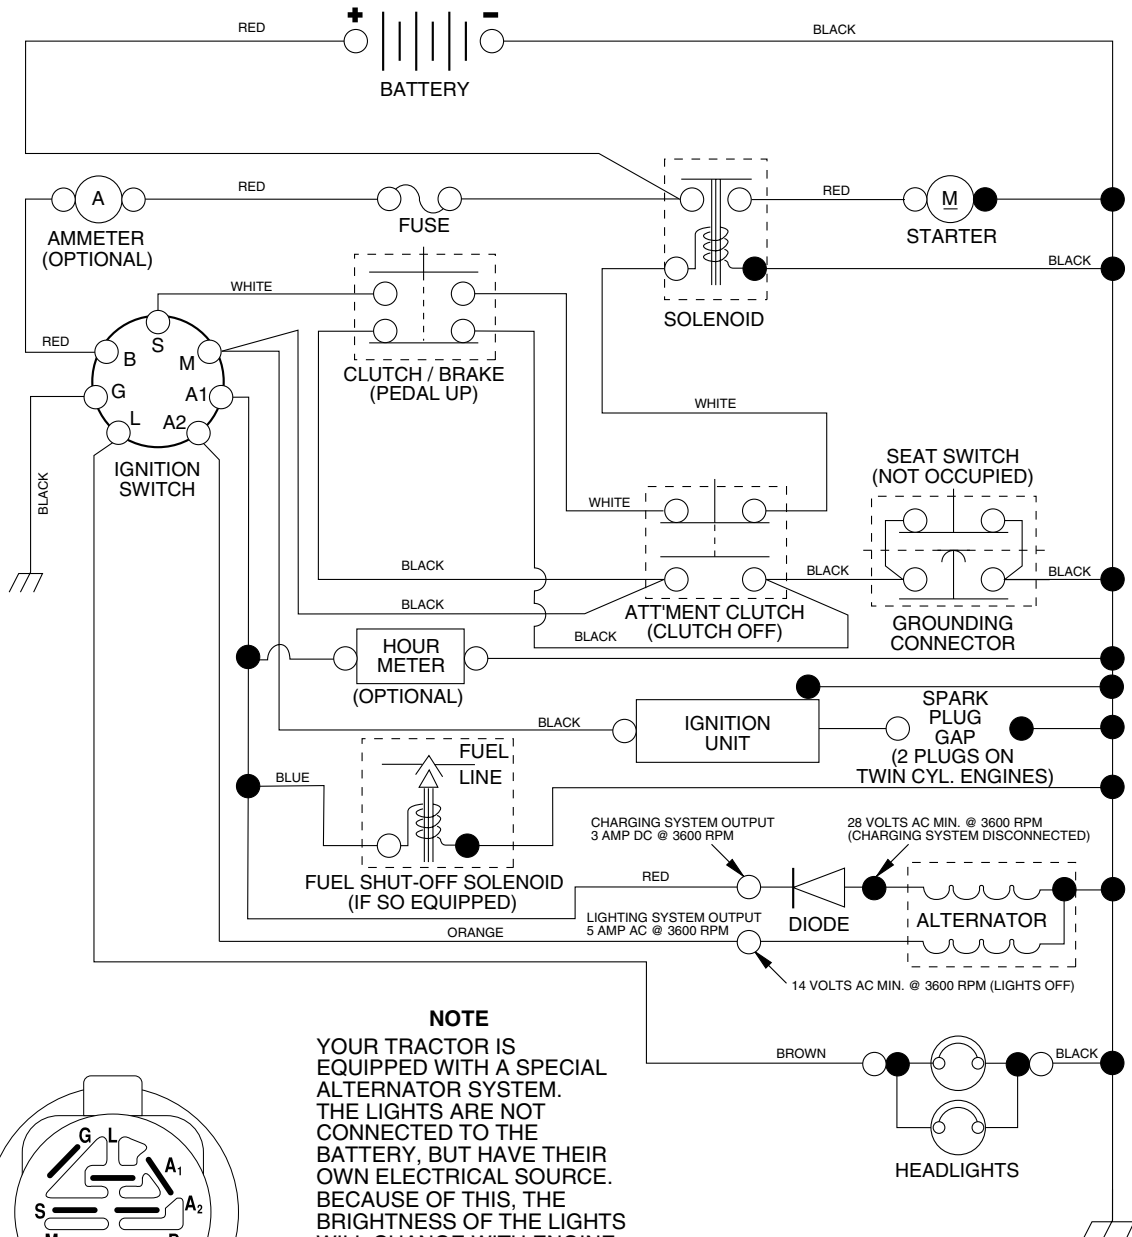 + -
RED
BLACK
BATTERY
A
RED
FUSE
RED
M
AMMETER
(OPTIONAL)
STARTER
BLACK
SOLENOID
WHITE
RED
S
B
M
G
A1
L
A2
CLUTCH / BRAKE
(PEDAL UP)
WHITE
IGNITION
SWITCH
BLACK
SEAT SWITCH
(NOT OCCUPIED)
WHITE
BLACK
BLACK
BLACK
BLACK
ATT'MENT CLUTCH
(CLUTCH OFF)
BLACK
GROUNDING
CONNECTOR
HOUR
METER
(OPTIONAL)
BLACK
IGNITION
UNIT
SPARK
PLUG
GAP
(2 PLUGS ON
TWIN CYL. ENGINES)
FUEL
LINE
BLUE
FUEL SHUT-OFF SOLENOID
(IF SO EQUIPPED)
CHARGING SYSTEM OUTPUT
3 AMP DC @ 3600 RPM
28 VOLTS AC MIN. @ 3600 RPM
(CHARGING SYSTEM DISCONNECTED)
RED
DIODE
ALTERNATOR
LIGHTING SYSTEM OUTPUT
5 AMP AC @ 3600 RPM
ORANGE
14 VOLTS AC MIN. @ 3600 RPM (LIGHTS OFF)
BROWN
BLACK
HEADLIGHTS
NOTE
YOUR TRACTOR IS
EQUIPPED WITH A SPECIAL
ALTERNATOR SYSTEM.
THE LIGHTS ARE NOT
CONNECTED TO THE
BATTERY, BUT HAVE THEIR
OWN ELECTRICAL SOURCE.
BECAUSE OF THIS, THE
BRIGHTNESS OF THE LIGHTS
WILL CHANGE WITH ENGINE
G L
A1
S
A2